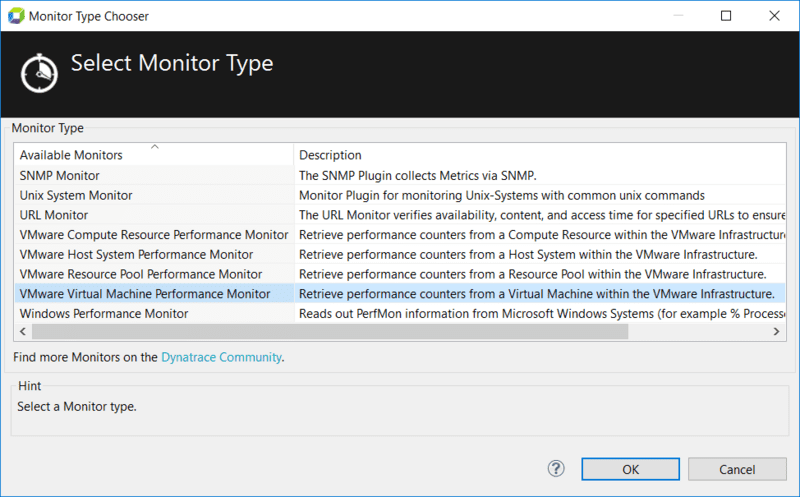 Monitor Type Chooser
Select Monitor Type
Monitor Type
Available Monitors Description
SNMP Monitor The SNMP Plugin collects Metrics via SNMP.
Unix System Monitor Monitor Plugin for monitoring Unix-Systems with common unix commands
URL Monitor The URL Monitor verifies availability, content, and access time for specified URLs to ensure
VMware Compute Resource Performance Monitor Retrieve performance counters from a Compute Resource within the VMware Infrastructure
VMware Host System Performance Monitor Retrieve performance counters from a Host System within the VMware Infrastructure.
VMware Resource Pool Performance Monitor Retrieve performance counters from a Resource Pool within the VMware Infrastructure.
VMware Virtual Machine Performance Monitor Retrieve performance counters from a Virtual Machine within the VMware Infrastructure.
Windows Performance Monitor Reads out PerfMon information from Microsoft Windows Systems (for example % Processo
Find more Monitors on the Dynatrace Community.
Hint
Select a Monitor type.
? OK Cancel